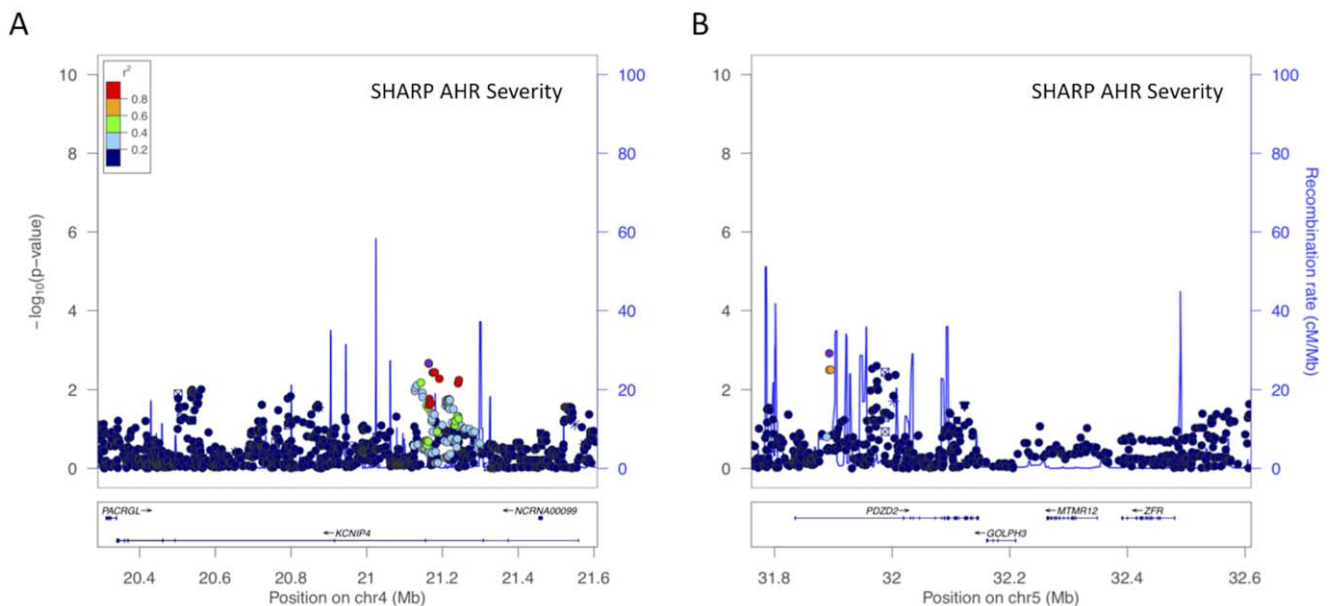 A
B
SHARP AHR Severity
SHARP AHR Severity
r²
0.8
0.6
0.4
0.2
10
8
6
4
2
0
−log₁₀(p-value)
100
80
60
40
20
0
10
8
6
4
2
0
100
80
60
40
20
0
Recombination rate (cM/Mb)
PACRGL→
←NCRNA00099
←KCNIP4
PDZD2→
←MTMR12
←ZFR
←GOLPH3
20.4 20.6 20.8 21 21.2 21.4 21.6
Position on chr4 (Mb)
31.8 32 32.2 32.4 32.6
Position on chr5 (Mb)